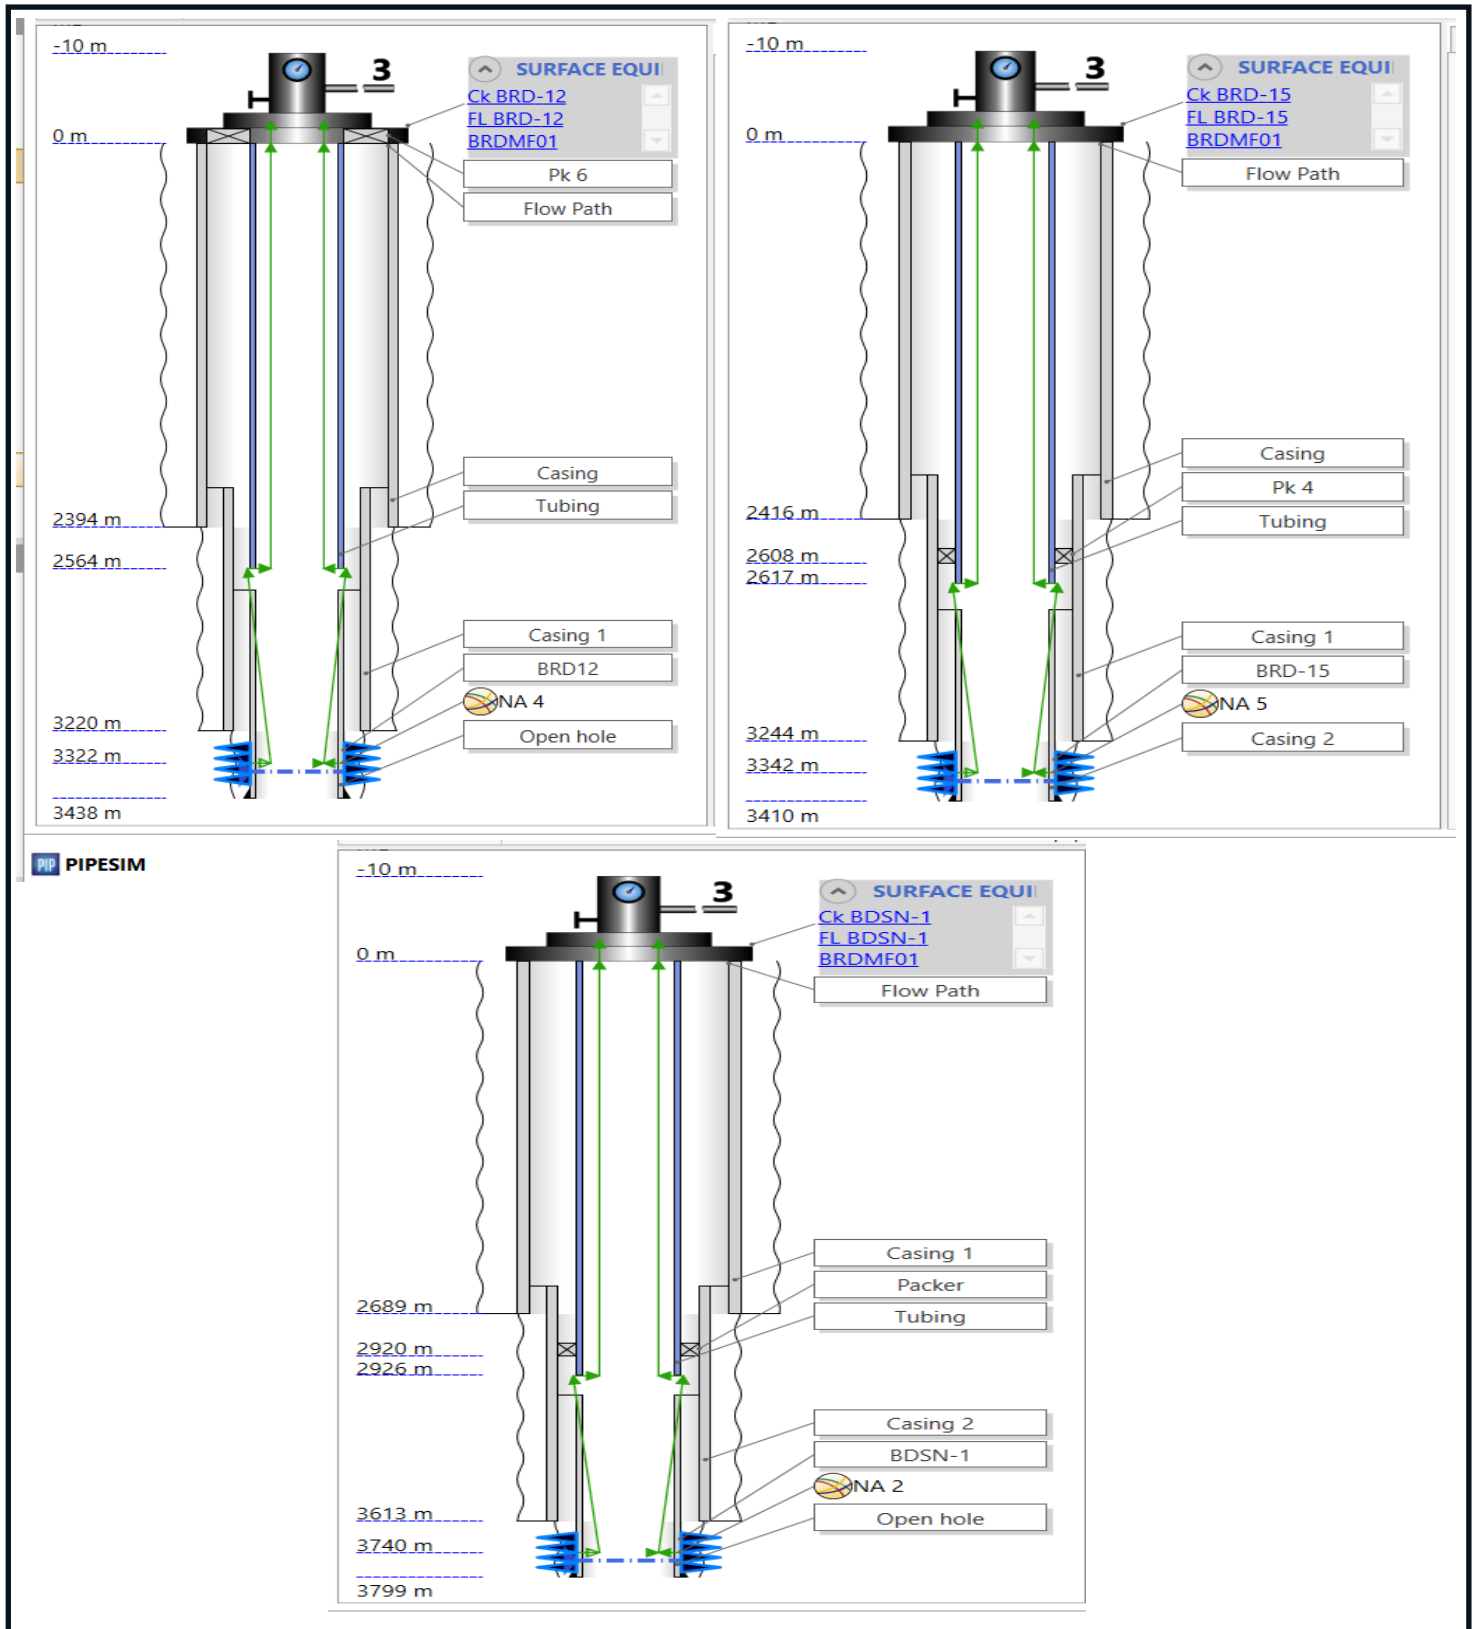 -10 m
3
SURFACE EQUI
Ck BRD-12
FL BRD-12
BRDMF01
0 m
Pk 6
Flow Path
Casing
Tubing
2394 m
2564 m
Casing 1
BRD12
NA 4
Open hole
3220 m
3322 m
3438 m
-10 m
3
SURFACE EQUI
Ck BRD-15
FL BRD-15
BRDMF01
0 m
Flow Path
Casing
Pk 4
Tubing
2416 m
2608 m
2617 m
Casing 1
BRD-15
NA 5
Casing 2
3244 m
3342 m
3410 m
PIP PIPESIM
-10 m
3
SURFACE EQUI
Ck BDSN-1
FL BDSN-1
BRDMF01
0 m
Flow Path
Casing 1
Packer
Tubing
2689 m
2920 m
2926 m
Casing 2
BDSN-1
NA 2
Open hole
3613 m
3740 m
3799 m